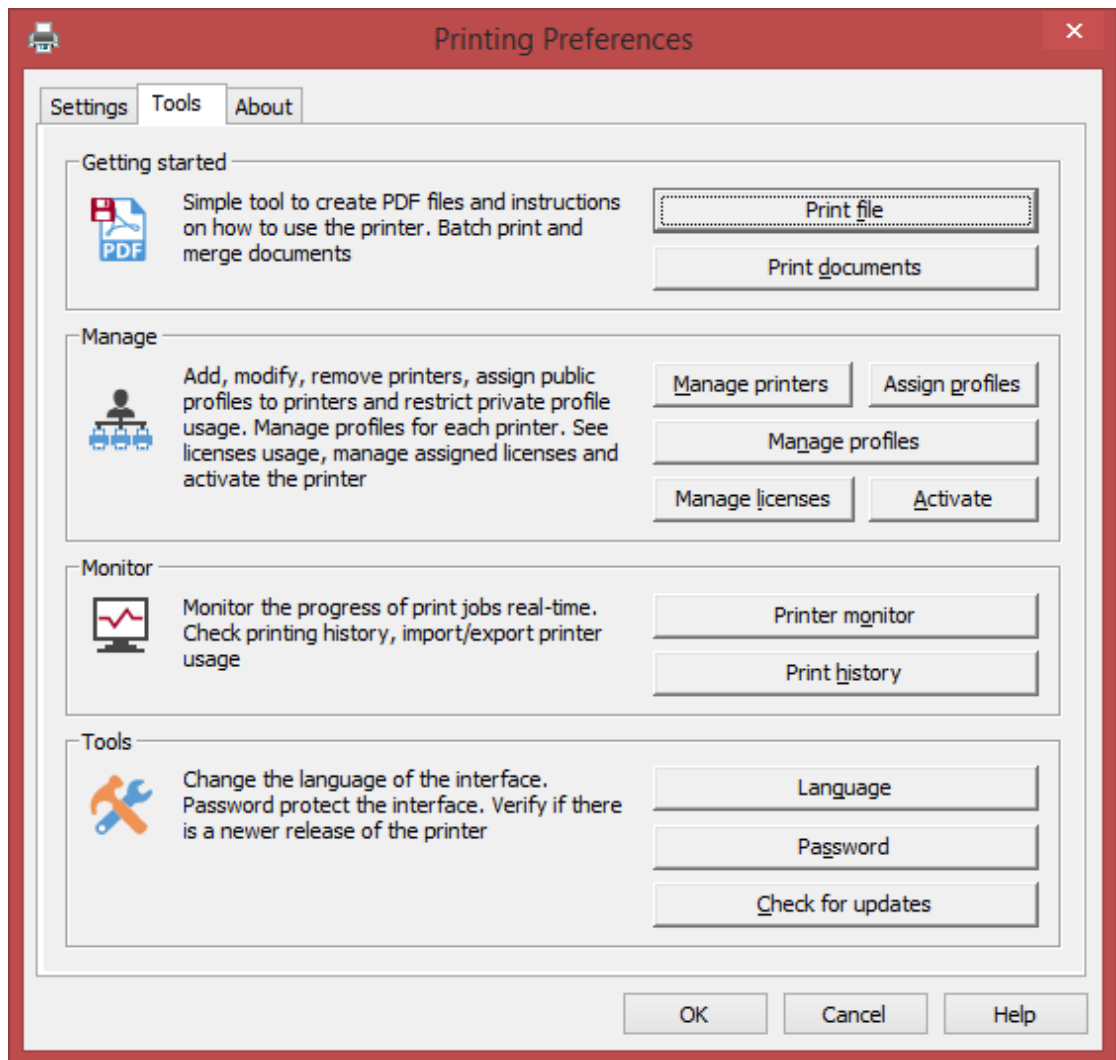 Printing Preferences
Settings Tools About
Getting started
PDF
Simple tool to create PDF files and instructions
on how to use the printer. Batch print and
merge documents
Print file
Print documents
Manage
Add, modify, remove printers, assign public
profiles to printers and restrict private profile
usage. Manage profiles for each printer. See
licenses usage, manage assigned licenses and
activate the printer
Manage printers Assign profiles
Manage profiles
Manage licenses Activate
Monitor
Monitor the progress of print jobs real-time.
Check printing history, import/export printer
usage
Printer monitor
Print history
Tools
Change the language of the interface.
Password protect the interface. Verify if there
is a newer release of the printer
Language
Password
Check for updates
OK Cancel Help